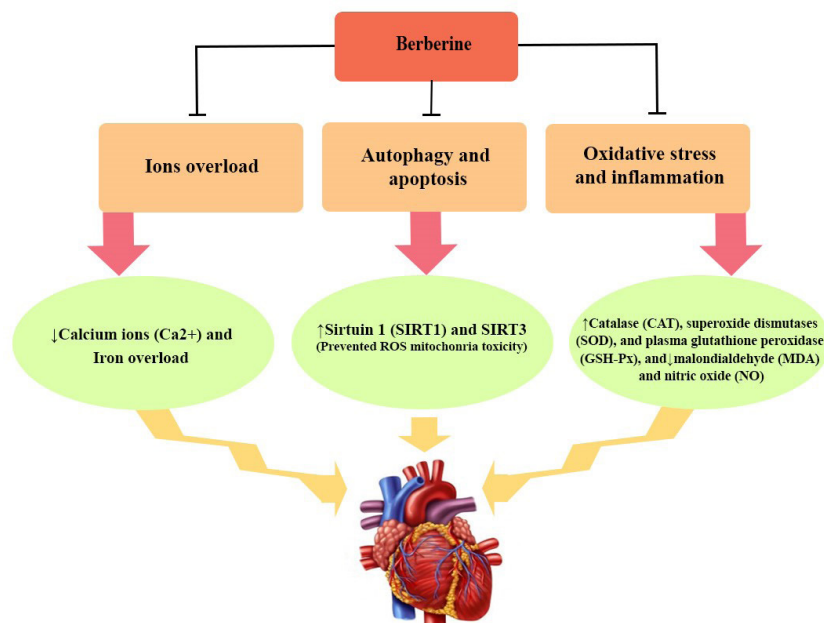 Berberine
Ions overload
Autophagy and
apoptosis
Oxidative stress
and inflammation
↓Calcium ions (Ca2+) and
Iron overload
↑Sirtuin 1 (SIRT1) and SIRT3
(Prevented ROS mitochonria toxicity)
↑Catalase (CAT), superoxide dismutases
(SOD), and plasma glutathione peroxidase
(GSH-Px), and↓malondialdehyde (MDA)
and nitric oxide (NO)